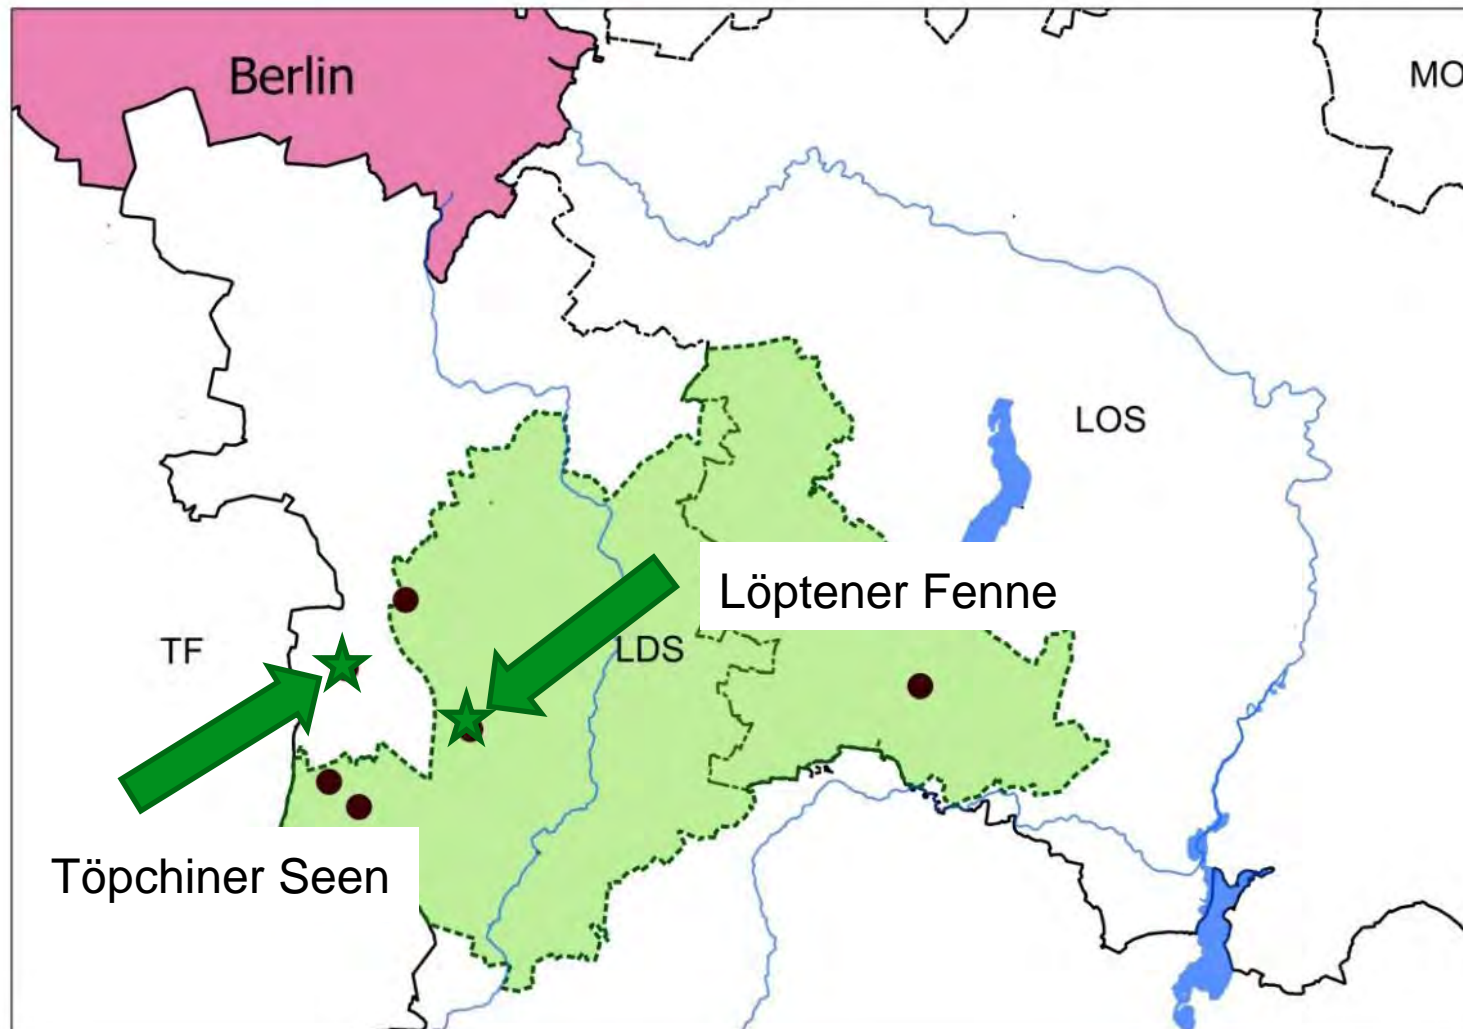 Berlin
MO
LOS
Löptener Fenne
TF
LDS
Töpchiner Seen